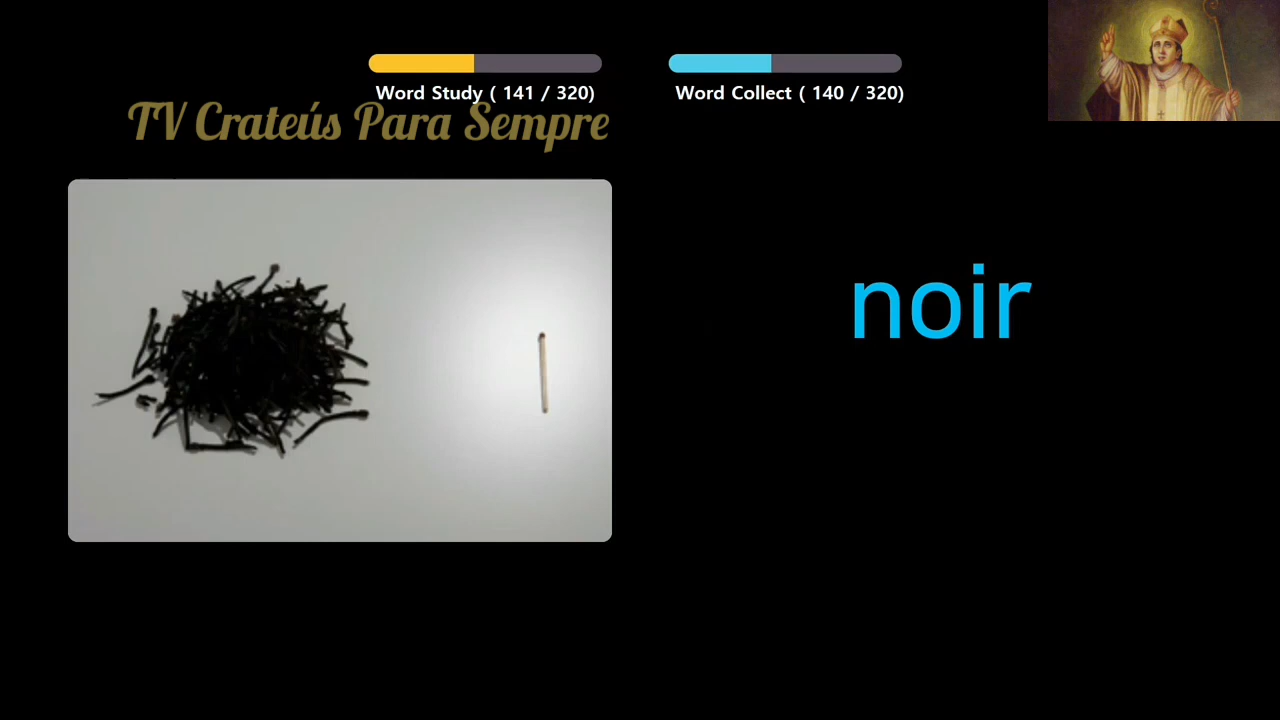 Word Study ( 141 / 320)
Word Collect ( 140 / 320)
TV Crateús Para Sempre
noir